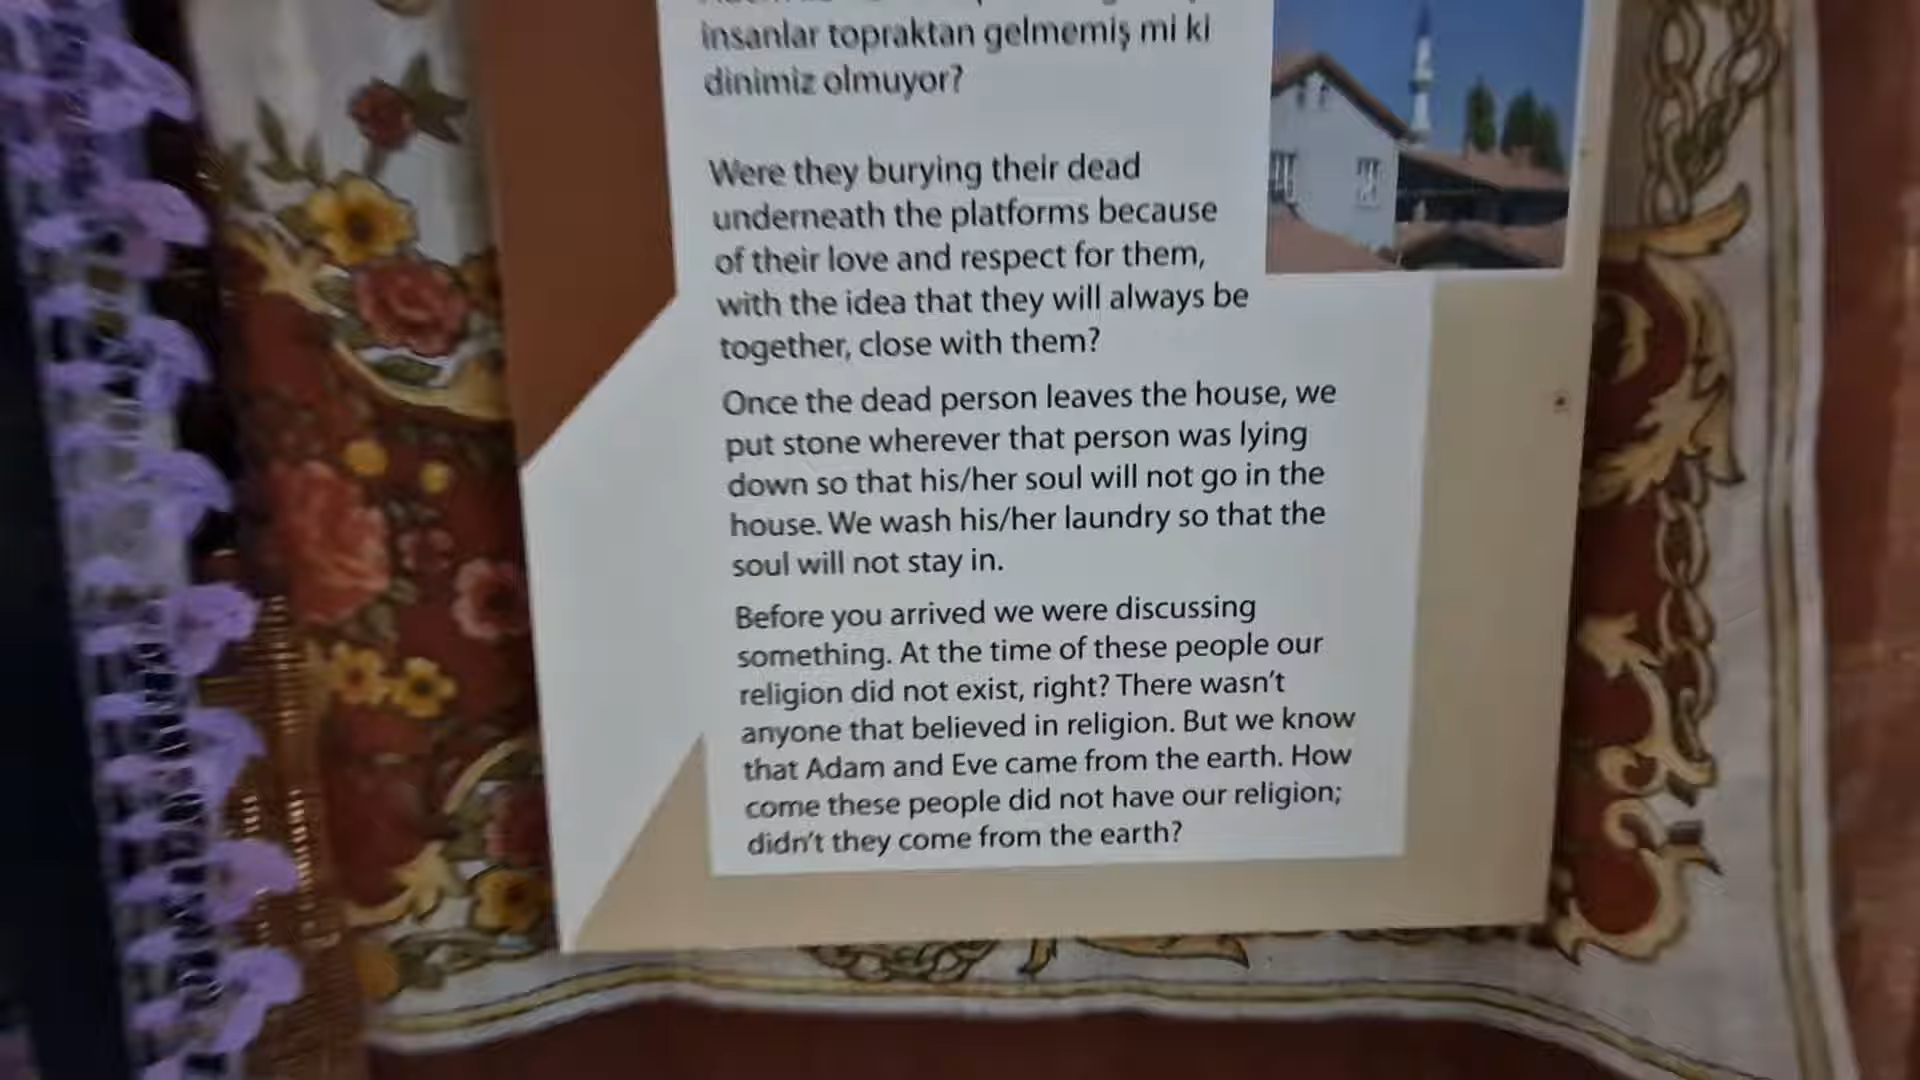 insanlar topraktan gelmemiş mi ki
dinimiz olmuyor?
Were they burying their dead
underneath the platforms because
of their love and respect for them,
with the idea that they will always be
together, close with them?
Once the dead person leaves the house, we
put stone wherever that person was lying
down so that his/her soul will not go in the
house. We wash his/her laundry so that the
soul will not stay in.
Before you arrived we were discussing
something. At the time of these people our
religion did not exist, right? There wasn't
anyone that believed in religion. But we know
that Adam and Eve came from the earth. How
come these people did not have our religion;
didn't they come from the earth?